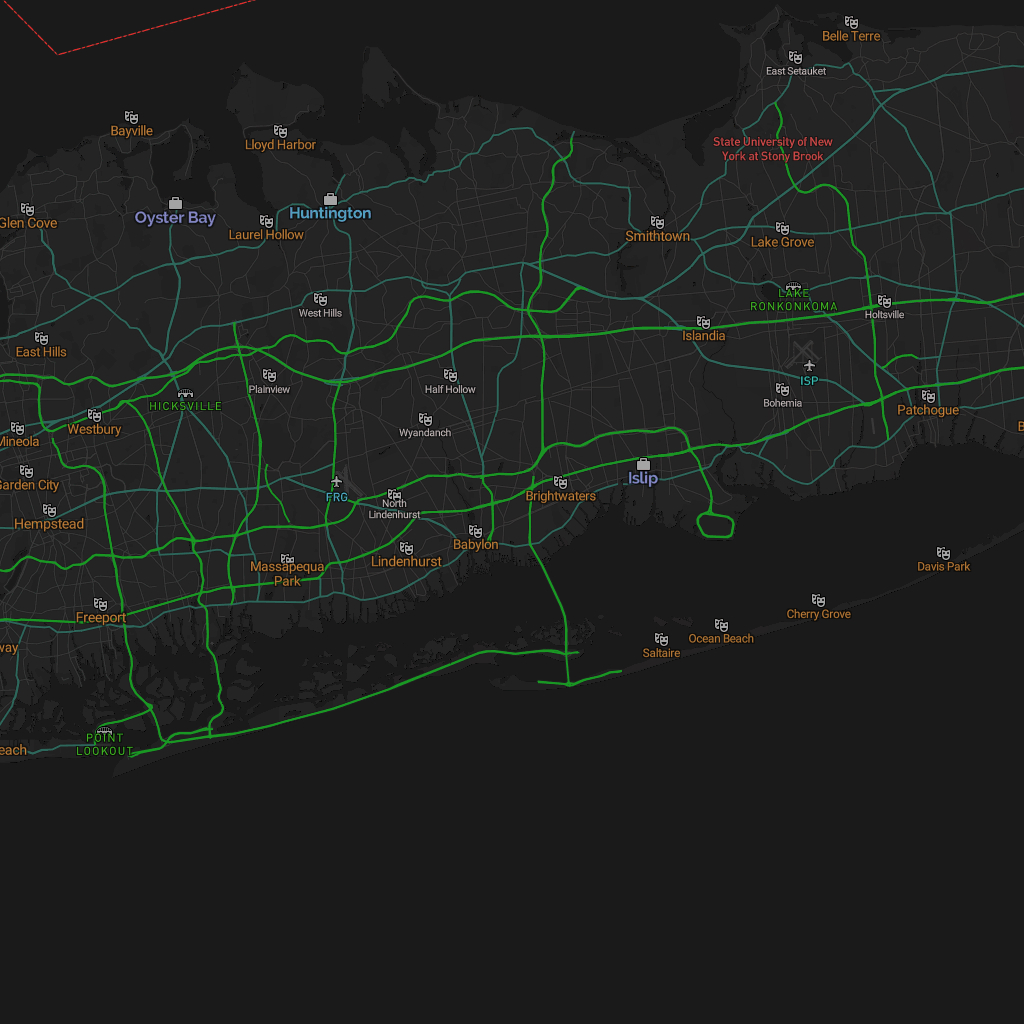 Belle Terre
East Setauket
Bayville
Lloyd Harbor
State University of New
York at Stony Brook
Oyster Bay
Huntington
Glen Cove
Laurel Hollow
Smithtown
Lake Grove
LAKE
RONKONKOMA
West Hills
Holtsville
Islandia
East Hills
Plainview
Half Hollow
ISP
Bohemia
HICKSVILLE
Patchogue
Westbury
Wyandanch
Mineola
B
Garden City
Islip
FRG
Brightwaters
North
Lindenhurst
Hempstead
Babylon
Lindenhurst
Massapequa
Park
Davis Park
Freeport
Cherry Grove
Ocean Beach
way
Saltaire
POINT
LOOKOUT
each